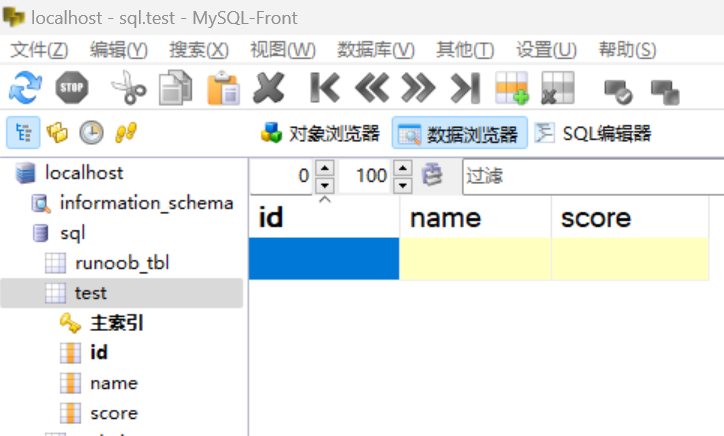 localhost - sql.test - MySQL-Front
文件(Z) 编辑(Y) 搜索(X) 视图(W) 数据库(V) 其他(T) 设置(U) 帮助(S)
STOP
对象浏览器 数据浏览器 SQL编辑器
localhost
0 100 过滤
information_schema
id name score
sql
runoob_tbl
test
主索引
id
name
score